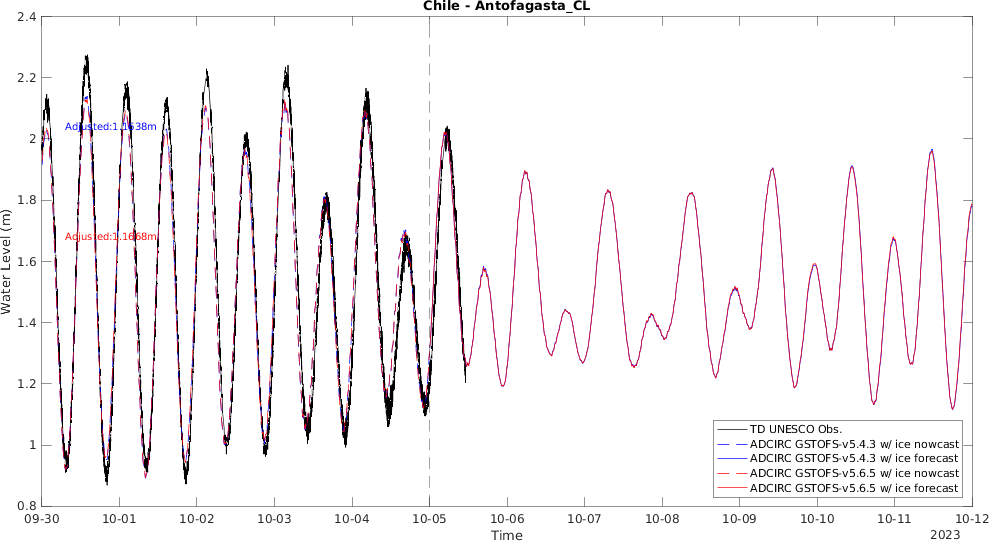 Chile - Antofagasta_CL
2.4
2.2
2
1.8
1.6
1.4
1.2
1
0.8
Water Level (m)
Adjusted:1.1638m
Adjusted:1.1668m
TD UNESCO Obs.
ADCIRC GSTOFS-v5.4.3 w/ ice nowcast
ADCIRC GSTOFS-v5.4.3 w/ ice forecast
ADCIRC GSTOFS-v5.6.5 w/ ice nowcast
ADCIRC GSTOFS-v5.6.5 w/ ice forecast
09-30 10-01 10-02 10-03 10-04 10-05 10-06 10-07 10-08 10-09 10-10 10-11 10-12
Time
2023